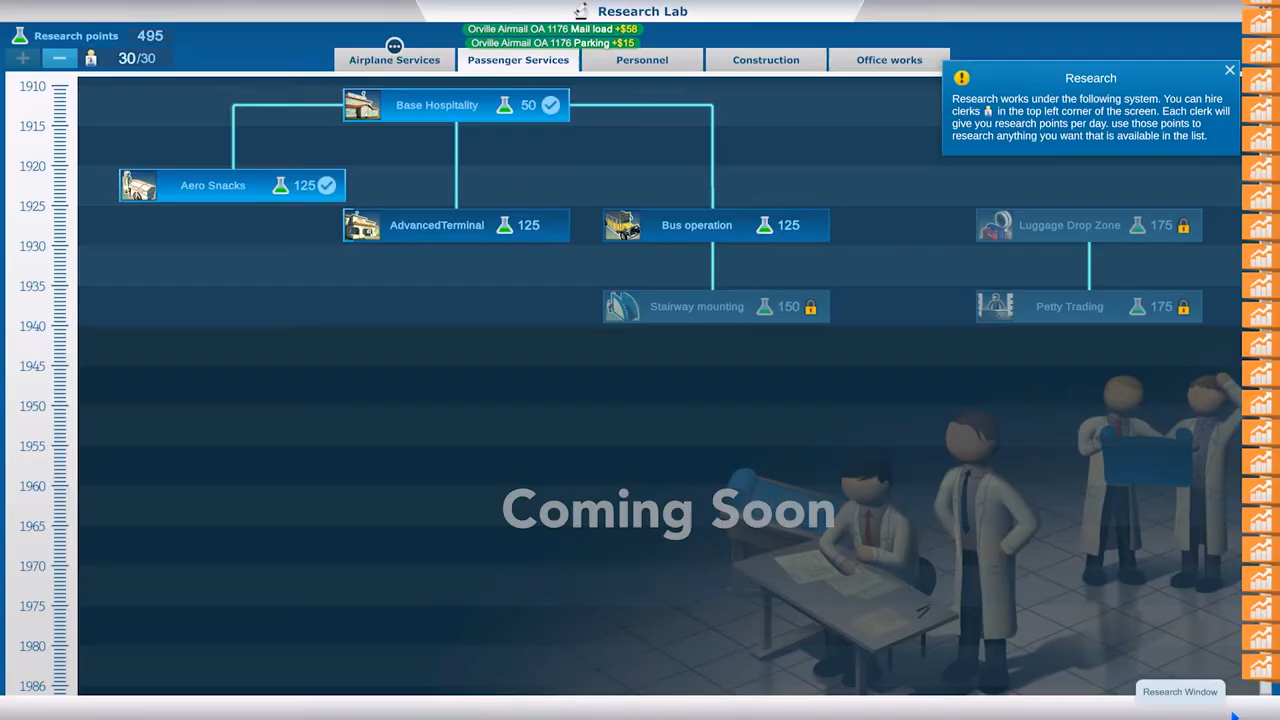 Research Lab
Research points 495
Orville Airmail OA 1176 Mail load +$58
Orville Airmail OA 1176 Parking +$15
30/30
Airplane Services
Passenger Services
Personnel
Construction
Office works
Research
Research works under the following system. You can hire
clerks in the top left corner of the screen. Each clerk will
give you research points per day. use those points to
research anything you want that is available in the list.
1910
Base Hospitality 50
1915
1920
Aero Snacks 125
1925
AdvancedTerminal 125
Bus operation 125
Luggage Drop Zone 175
1930
1935
Stairway mounting 150
Petty Trading 175
1940
1945
1950
1955
1960
Coming Soon
1965
1970
1975
1980
1986
Research Window